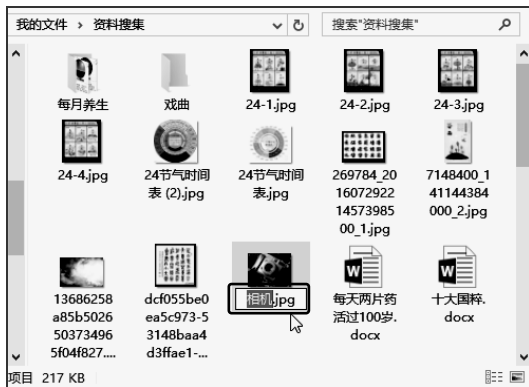 我的文件 › 资料搜集
搜索"资料搜集"
每月养生
戏曲
24-1.jpg
24-2.jpg
24-3.jpg
24-4.jpg
24节气时间
表 (2).jpg
24节气时间
表.jpg
269784_20
16072922
14573985
00_1.jpg
7148400_1
41144384
000_2.jpg
13686258
a85b5026
50373496
5f04f827....
dcf055be0
ea5c973-5
3148baa4
d3ffae1-...
相机.jpg
每天两片药
活过100岁.
docx
十大国粹.
docx
项目 217 KB